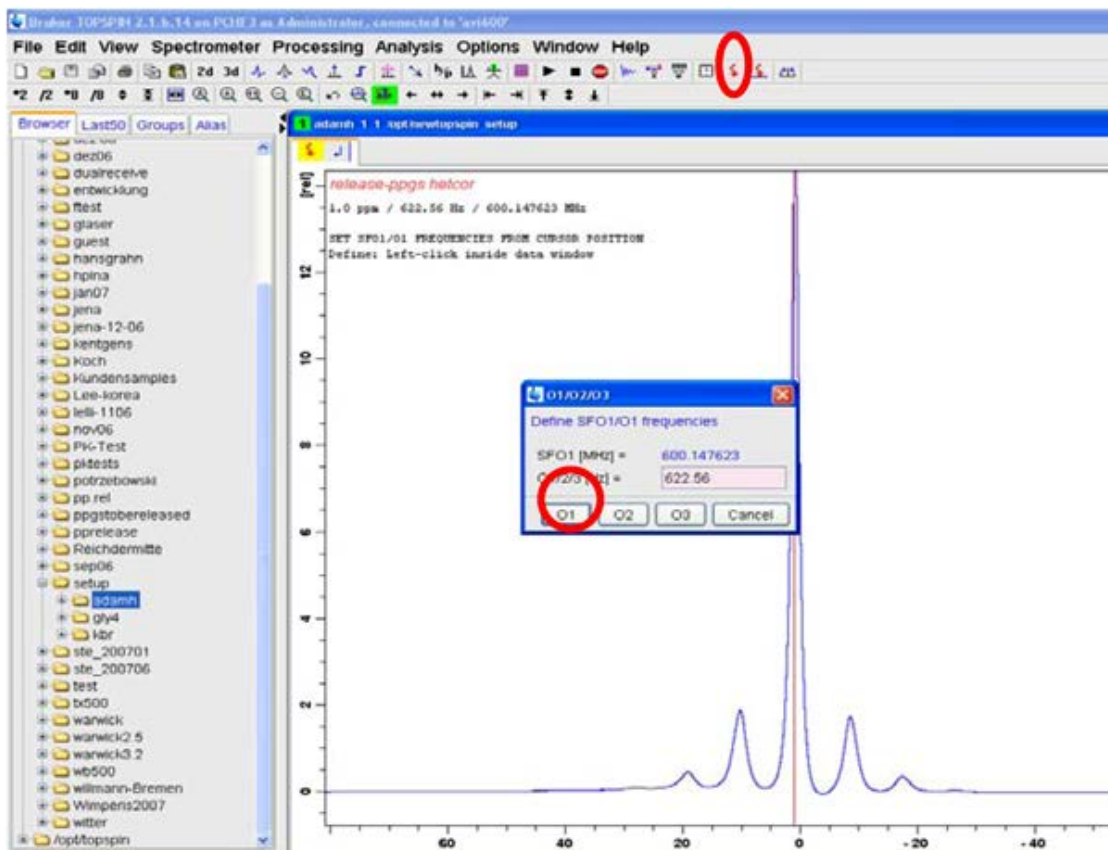 Bruker TOPSPIN 2.1.b.14 on PCHF3 as Administrator, connected to 'avi600'
File Edit View Spectrometer Processing Analysis Options Window Help
2d 3d
*2 /2 *8 /8
Browser Last50 Groups Alias
adamh 1 1 /opt/newtopspin setup
dez06
dualreceive
entwicklung
ftest
glaser
guest
hansgrahn
hpina
jan07
jena
jena-12-06
kentgens
Koch
Kundensamples
Lee-korea
lelli-1106
nov06
PK-Test
pktests
potrzebowski
pp.rel
ppgstobereleased
pprelease
Reichdermitte
sep06
setup
adamh
gly4
kbr
ste_200701
ste_200706
test
tx500
warwick
warwick2.5
warwick3.2
wb500
willmann-Bremen
Wimpens2007
witter
/opt/topspin
[rel]
release-ppgs hetcor
1.0 ppm / 622.56 Hz / 600.147623 MHz
SET SFO1/O1 FREQUENCIES FROM CURSOR POSITION
Define: Left-click inside data window
12
10
8
6
4
2
0
O1/O2/O3
Define SFO1/O1 frequencies
SFO1 [MHz] = 600.147623
622.56
O1 O2 O3 Cancel
60 40 20 0 -20 -40